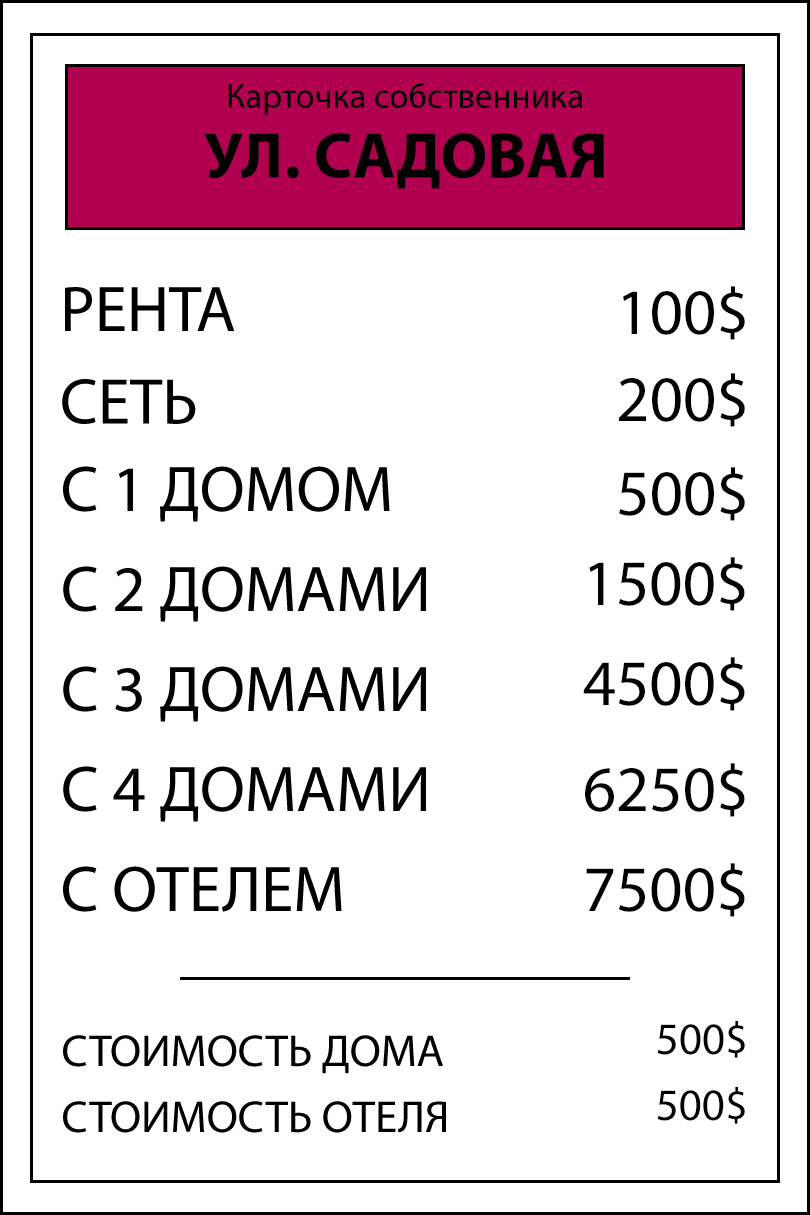 Карточка собственника
УЛ. САДОВАЯ
РЕНТА 100$
СЕТЬ 200$
С 1 ДОМОМ 500$
С 2 ДОМАМИ 1500$
С 3 ДОМАМИ 4500$
С 4 ДОМАМИ 6250$
С ОТЕЛЕМ 7500$
СТОИМОСТЬ ДОМА 500$
СТОИМОСТЬ ОТЕЛЯ 500$